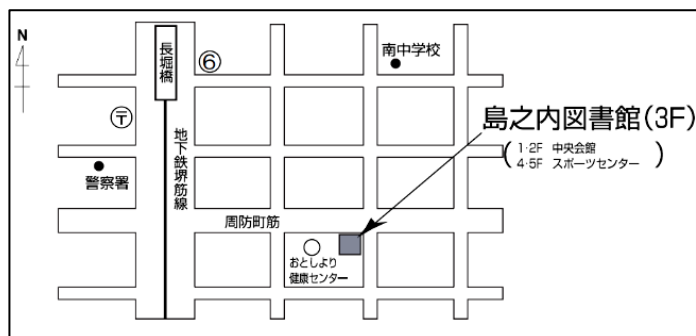 N
長堀橋
⑥
南中学校
〒
地下鉄堺筋線
島之内図書館(3F)
(1・2F 中央会館
4・5F スポーツセンター)
警察署
周防町筋
おとしより
健康センター